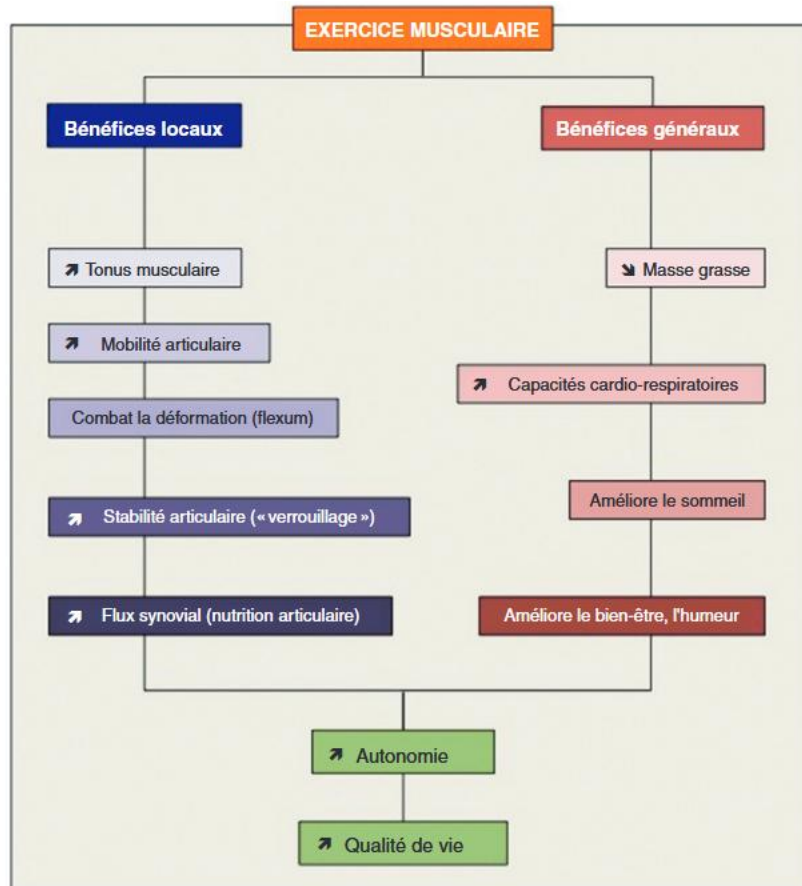 EXERCICE MUSCULAIRE
Bénéfices locaux
↗ Tonus musculaire
↗ Mobilité articulaire
Combat la déformation (flexum)
↗ Stabilité articulaire (« verrouillage »)
↗ Flux synovial (nutrition articulaire)
Bénéfices généraux
↘ Masse grasse
↗ Capacités cardio-respiratoires
Améliore le sommeil
Améliore le bien-être, l'humeur
↗ Autonomie
↗ Qualité de vie